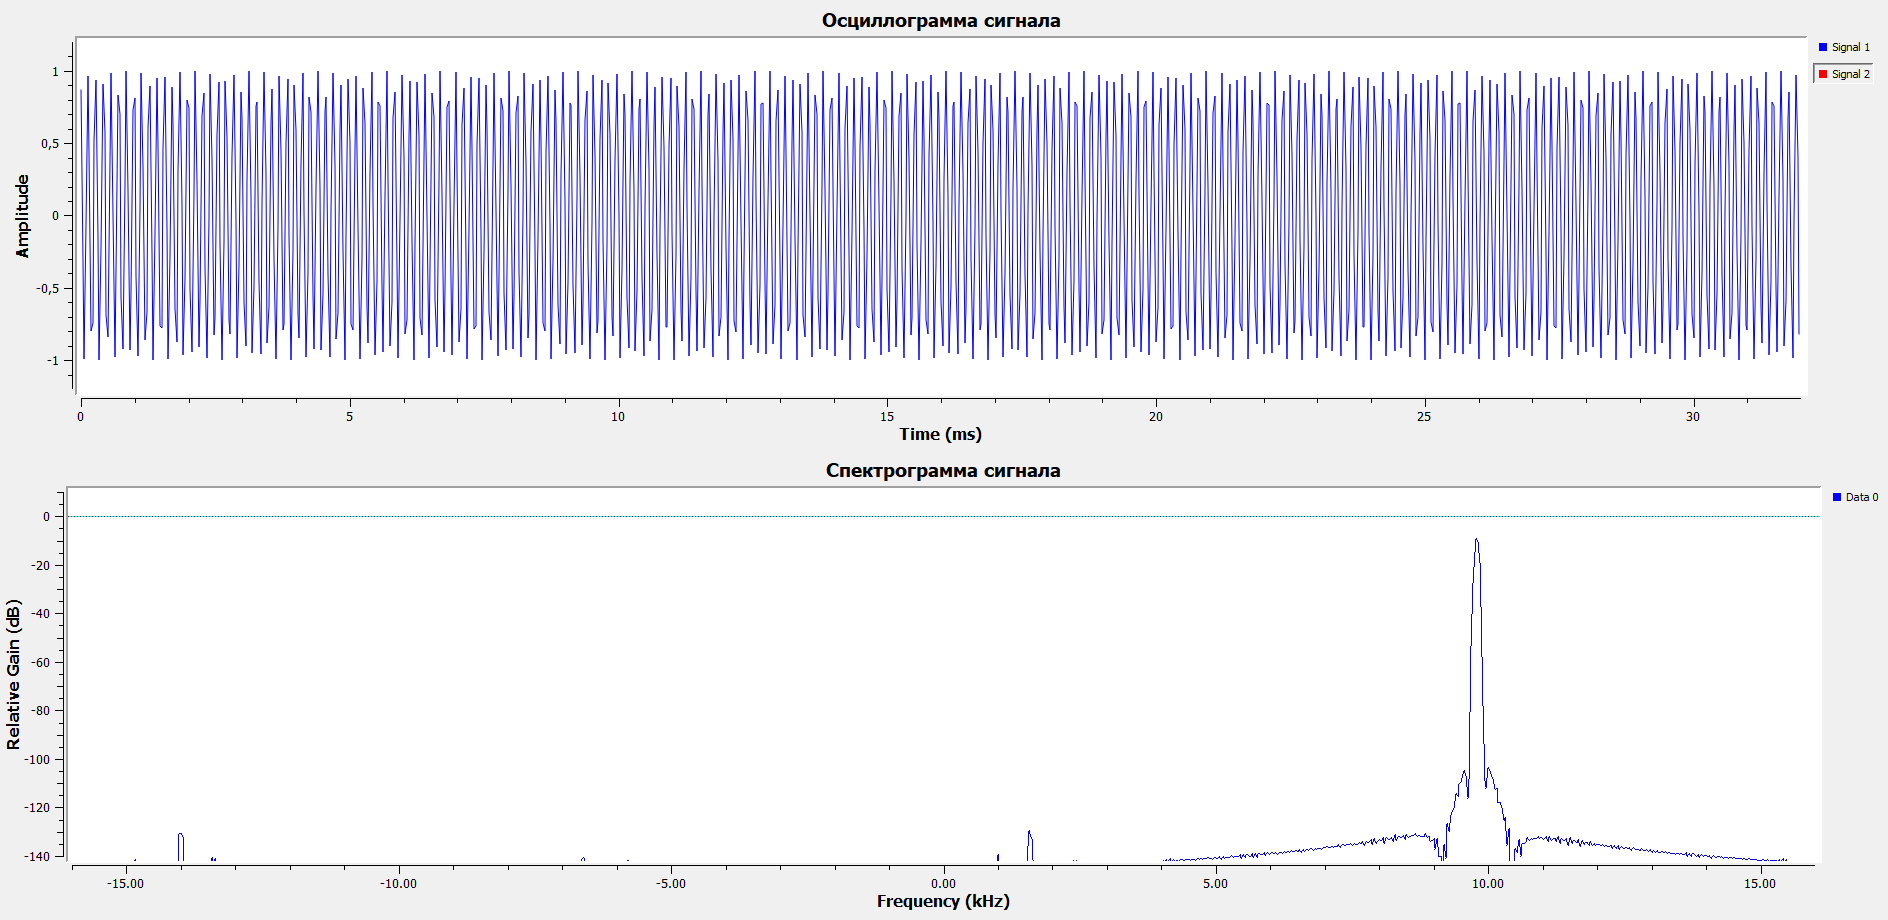 Осциллограмма сигнала
Signal 1
Signal 2
1
0,5
0
-0,5
-1
Amplitude
0 5 10 15 20 25 30
Time (ms)
Спектрограмма сигнала
Data 0
0
-20
-40
-60
-80
-100
-120
-140
Relative Gain (dB)
-15.00 -10.00 -5.00 0.00 5.00 10.00 15.00
Frequency (kHz)